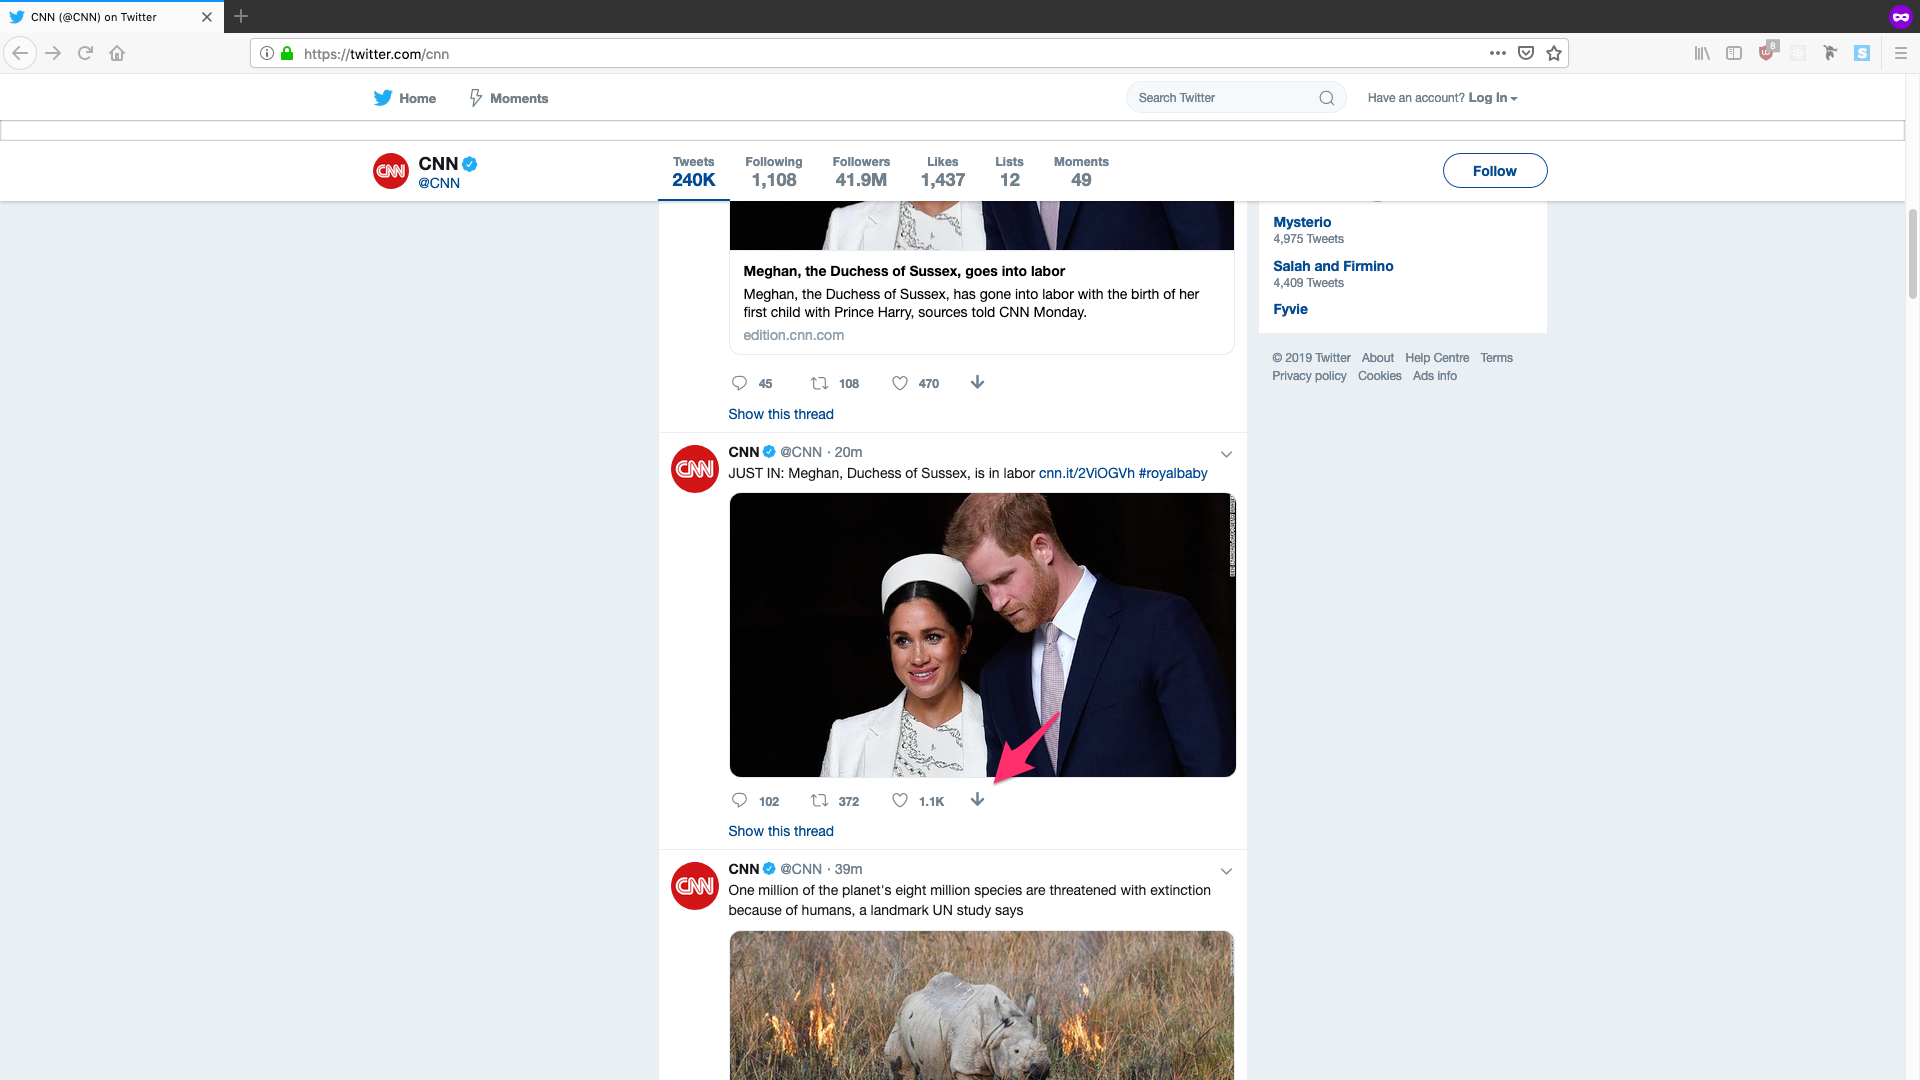 CNN (@CNN) on Twitter
https://twitter.com/cnn
8
S
Home
Moments
Search Twitter
Have an account? Log In
CNN
CNN
@CNN
Tweets
240K
Following
1,108
Followers
41.9M
Likes
1,437
Lists
12
Moments
49
Follow
Meghan, the Duchess of Sussex, goes into labor
Meghan, the Duchess of Sussex, has gone into labor with the birth of her
first child with Prince Harry, sources told CNN Monday.
edition.cnn.com
45
108
470
Show this thread
CNN
CNN @CNN · 20m
JUST IN: Meghan, Duchess of Sussex, is in labor cnn.it/2ViOGVh #royalbaby
102
372
1.1K
Show this thread
CNN
CNN @CNN · 39m
One million of the planet's eight million species are threatened with extinction
because of humans, a landmark UN study says
Mysterio
4,975 Tweets
Salah and Firmino
4,409 Tweets
Fyvie
© 2019 Twitter About Help Centre Terms
Privacy policy Cookies Ads info